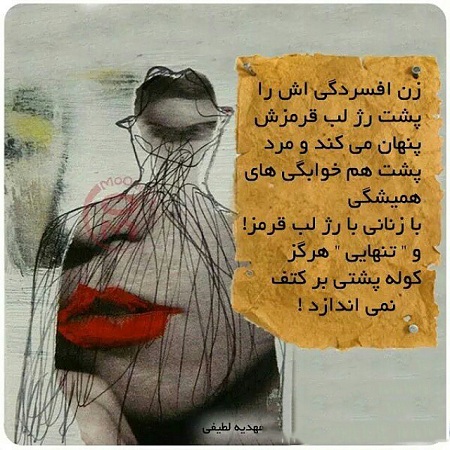 زن افسردگی اش را
پشت رژ لب قرمزش
پنهان می کند و مرد
پشت هم خوابگی های
همیشگی
با زنانی با رژ لب قرمز!
و " تنهایی " هرگز
کوله پشتی بر کتف
نمی اندازد !
مهدیه لطیفی